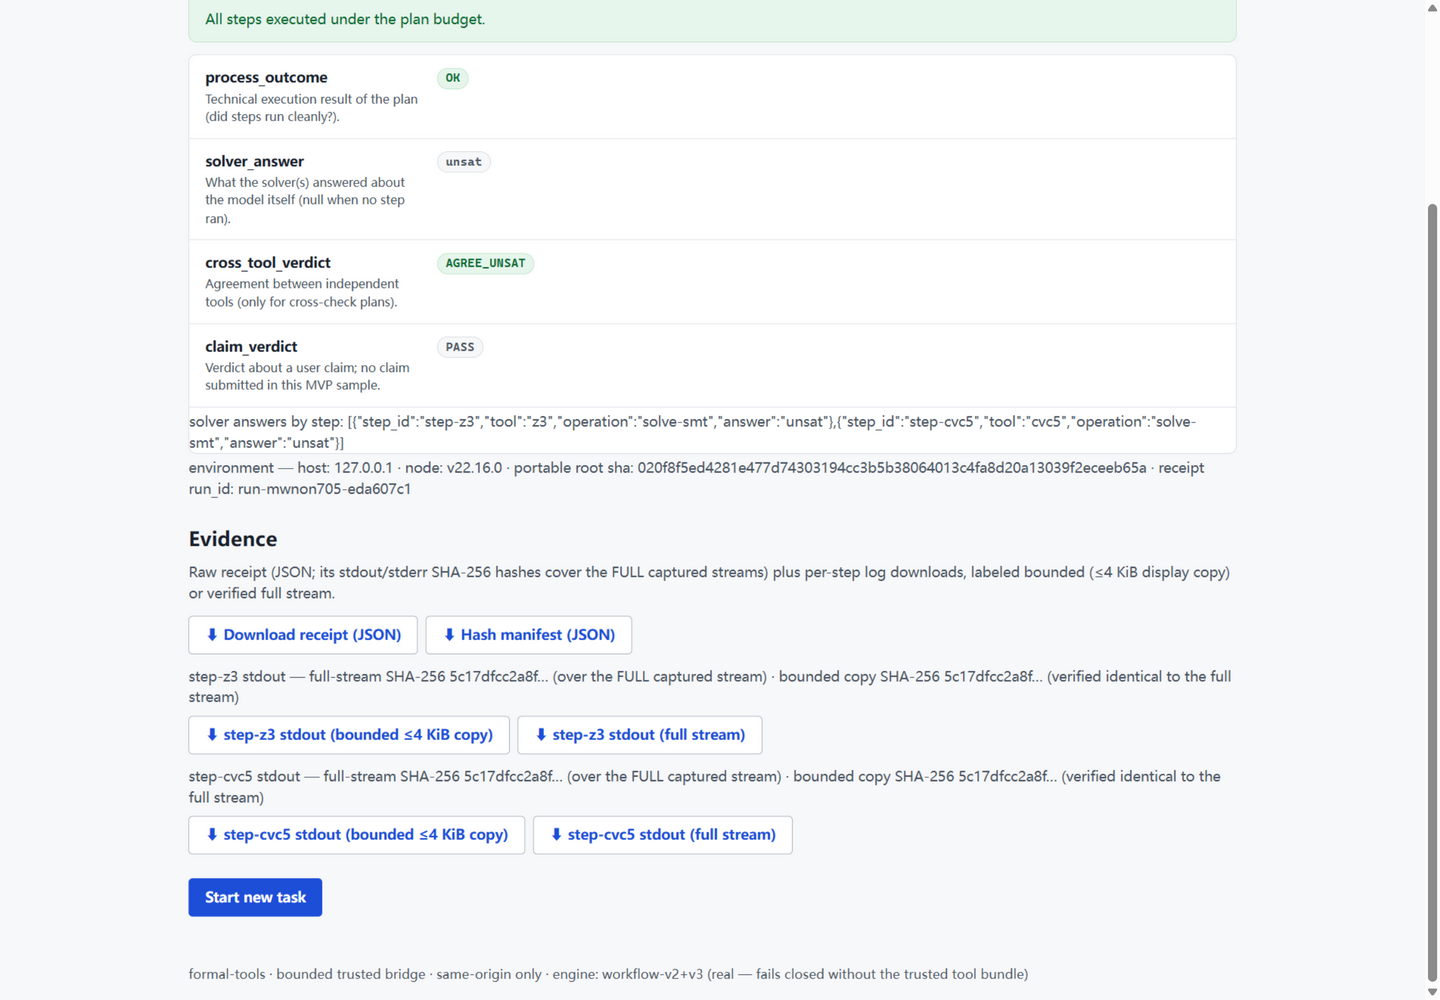 All steps executed under the plan budget.
process_outcome
OK
Technical execution result of the plan
(did steps run cleanly?).
solver_answer
unsat
What the solver(s) answered about
the model itself (null when no step
ran).
cross_tool_verdict
AGREE_UNSAT
Agreement between independent
tools (only for cross-check plans).
claim_verdict
PASS
Verdict about a user claim; no claim
submitted in this MVP sample.
solver answers by step: [{"step_id":"step-z3","tool":"z3","operation":"solve-smt","answer":"unsat"},{"step_id":"step-cvc5","tool":"cvc5","operation":"solve-
smt","answer":"unsat"}]
environment — host: 127.0.0.1 · node: v22.16.0 · portable root sha: 020f8f5ed4281e477d74303194cc3b5b38064013c4fa8d20a13039f2eceeb65a · receipt
run_id: run-mwnon705-eda607c1
Evidence
Raw receipt (JSON; its stdout/stderr SHA-256 hashes cover the FULL captured streams) plus per-step log downloads, labeled bounded (≤4 KiB display copy)
or verified full stream.
⬇ Download receipt (JSON)
⬇ Hash manifest (JSON)
step-z3 stdout — full-stream SHA-256 5c17dfcc2a8f… (over the FULL captured stream) · bounded copy SHA-256 5c17dfcc2a8f… (verified identical to the full
stream)
⬇ step-z3 stdout (bounded ≤4 KiB copy)
⬇ step-z3 stdout (full stream)
step-cvc5 stdout — full-stream SHA-256 5c17dfcc2a8f… (over the FULL captured stream) · bounded copy SHA-256 5c17dfcc2a8f… (verified identical to the
full stream)
⬇ step-cvc5 stdout (bounded ≤4 KiB copy)
⬇ step-cvc5 stdout (full stream)
Start new task
formal-tools · bounded trusted bridge · same-origin only · engine: workflow-v2+v3 (real — fails closed without the trusted tool bundle)